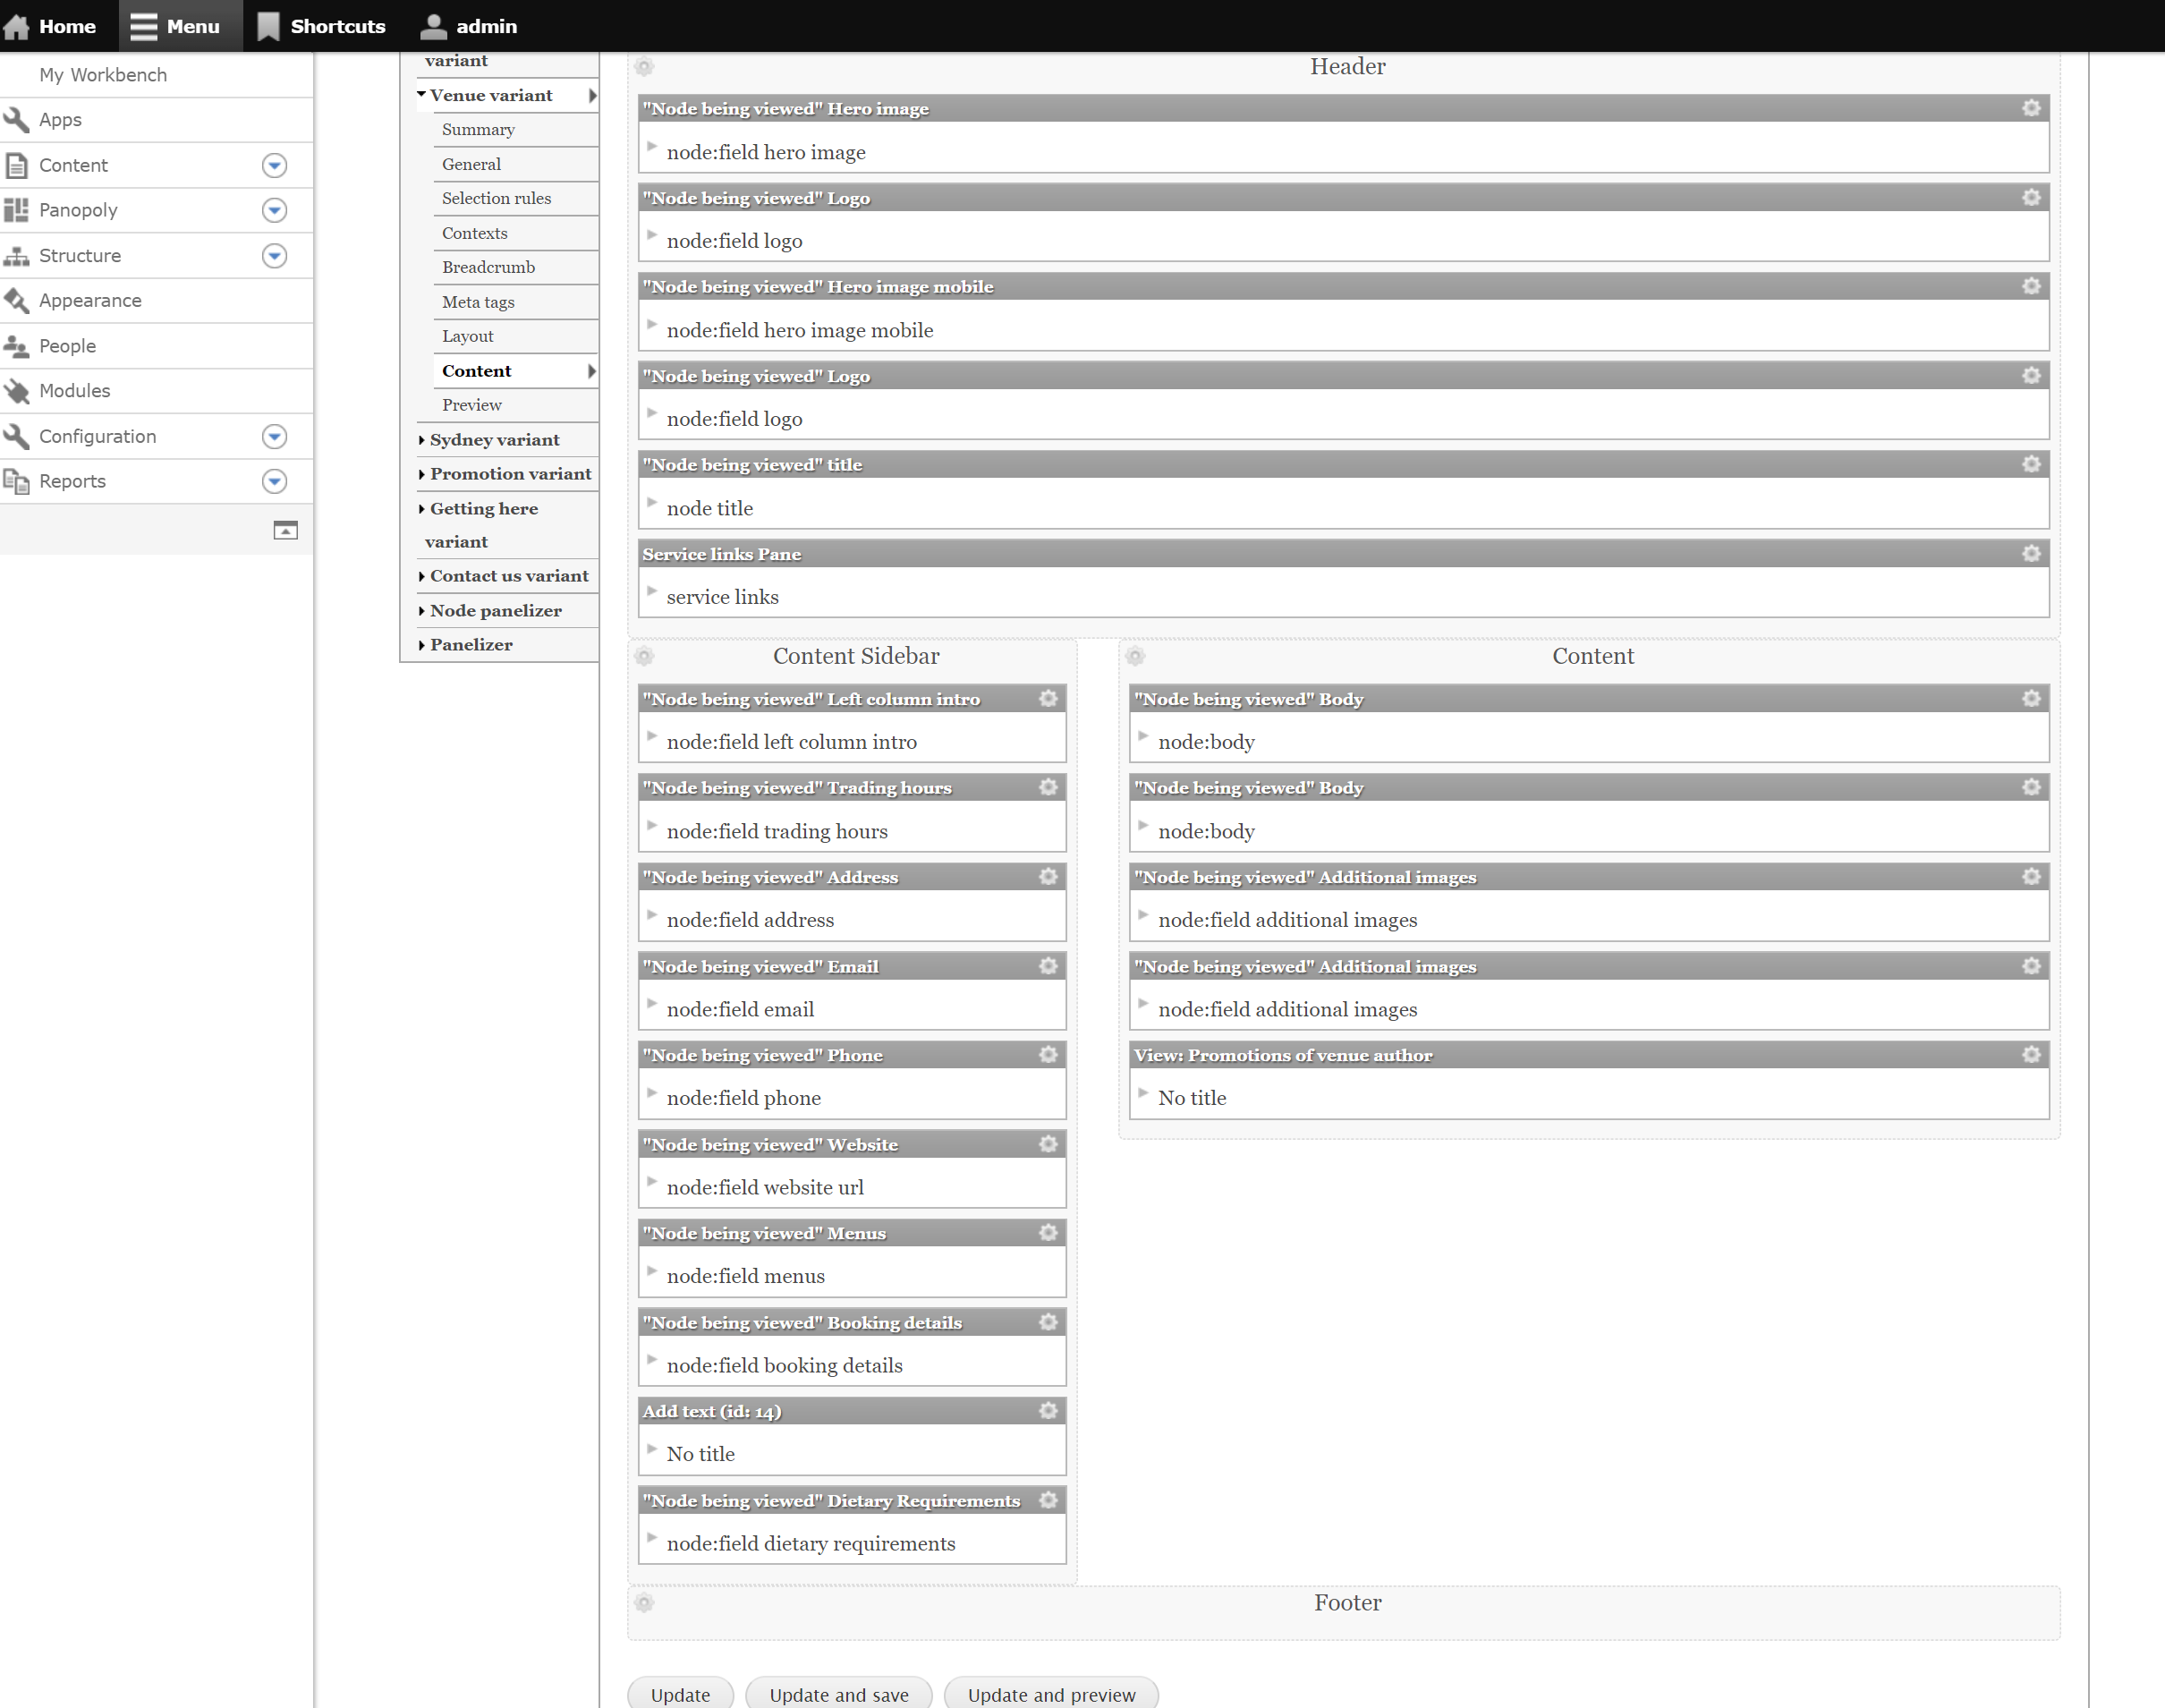 Home
Menu
Shortcuts
admin
My Workbench
Apps
Content
Panopoly
Structure
Appearance
People
Modules
Configuration
Reports
variant
Venue variant
Summary
General
Selection rules
Contexts
Breadcrumb
Meta tags
Layout
Content
Preview
Sydney variant
Promotion variant
Getting here
variant
Contact us variant
Node panelizer
Panelizer
Header
"Node being viewed" Hero image
node:field hero image
"Node being viewed" Logo
node:field logo
"Node being viewed" Hero image mobile
node:field hero image mobile
"Node being viewed" Logo
node:field logo
"Node being viewed" title
node title
Service links Pane
service links
Content Sidebar
"Node being viewed" Left column intro
node:field left column intro
"Node being viewed" Trading hours
node:field trading hours
"Node being viewed" Address
node:field address
"Node being viewed" Email
node:field email
"Node being viewed" Phone
node:field phone
"Node being viewed" Website
node:field website url
"Node being viewed" Menus
node:field menus
"Node being viewed" Booking details
node:field booking details
Add text (id: 14)
No title
"Node being viewed" Dietary Requirements
node:field dietary requirements
Content
"Node being viewed" Body
node:body
"Node being viewed" Body
node:body
"Node being viewed" Additional images
node:field additional images
"Node being viewed" Additional images
node:field additional images
View: Promotions of venue author
No title
Footer
Update
Update and save
Update and preview